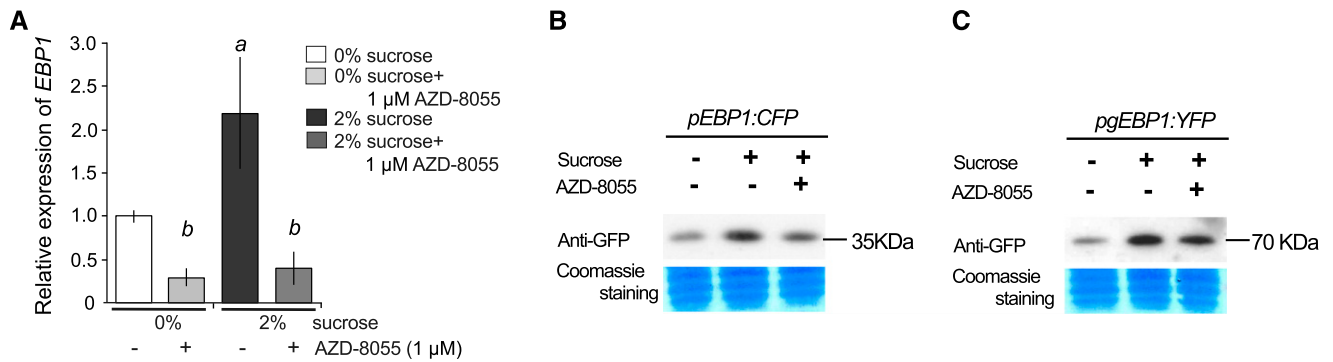 A
Relative expression of EBP1
3.0
2.5
2.0
1.5
1.0
0.5
0
a
b
b
0% sucrose
0% sucrose+
1 µM AZD-8055
2% sucrose
2% sucrose+
1 µM AZD-8055
0% 2% sucrose
- + - + AZD-8055 (1 µM)
B
pEBP1:CFP
Sucrose - + +
AZD-8055 - - +
Anti-GFP 35KDa
Coomassie
staining
C
pgEBP1:YFP
Sucrose - + +
AZD-8055 - - +
Anti-GFP 70 KDa
Coomassie
staining